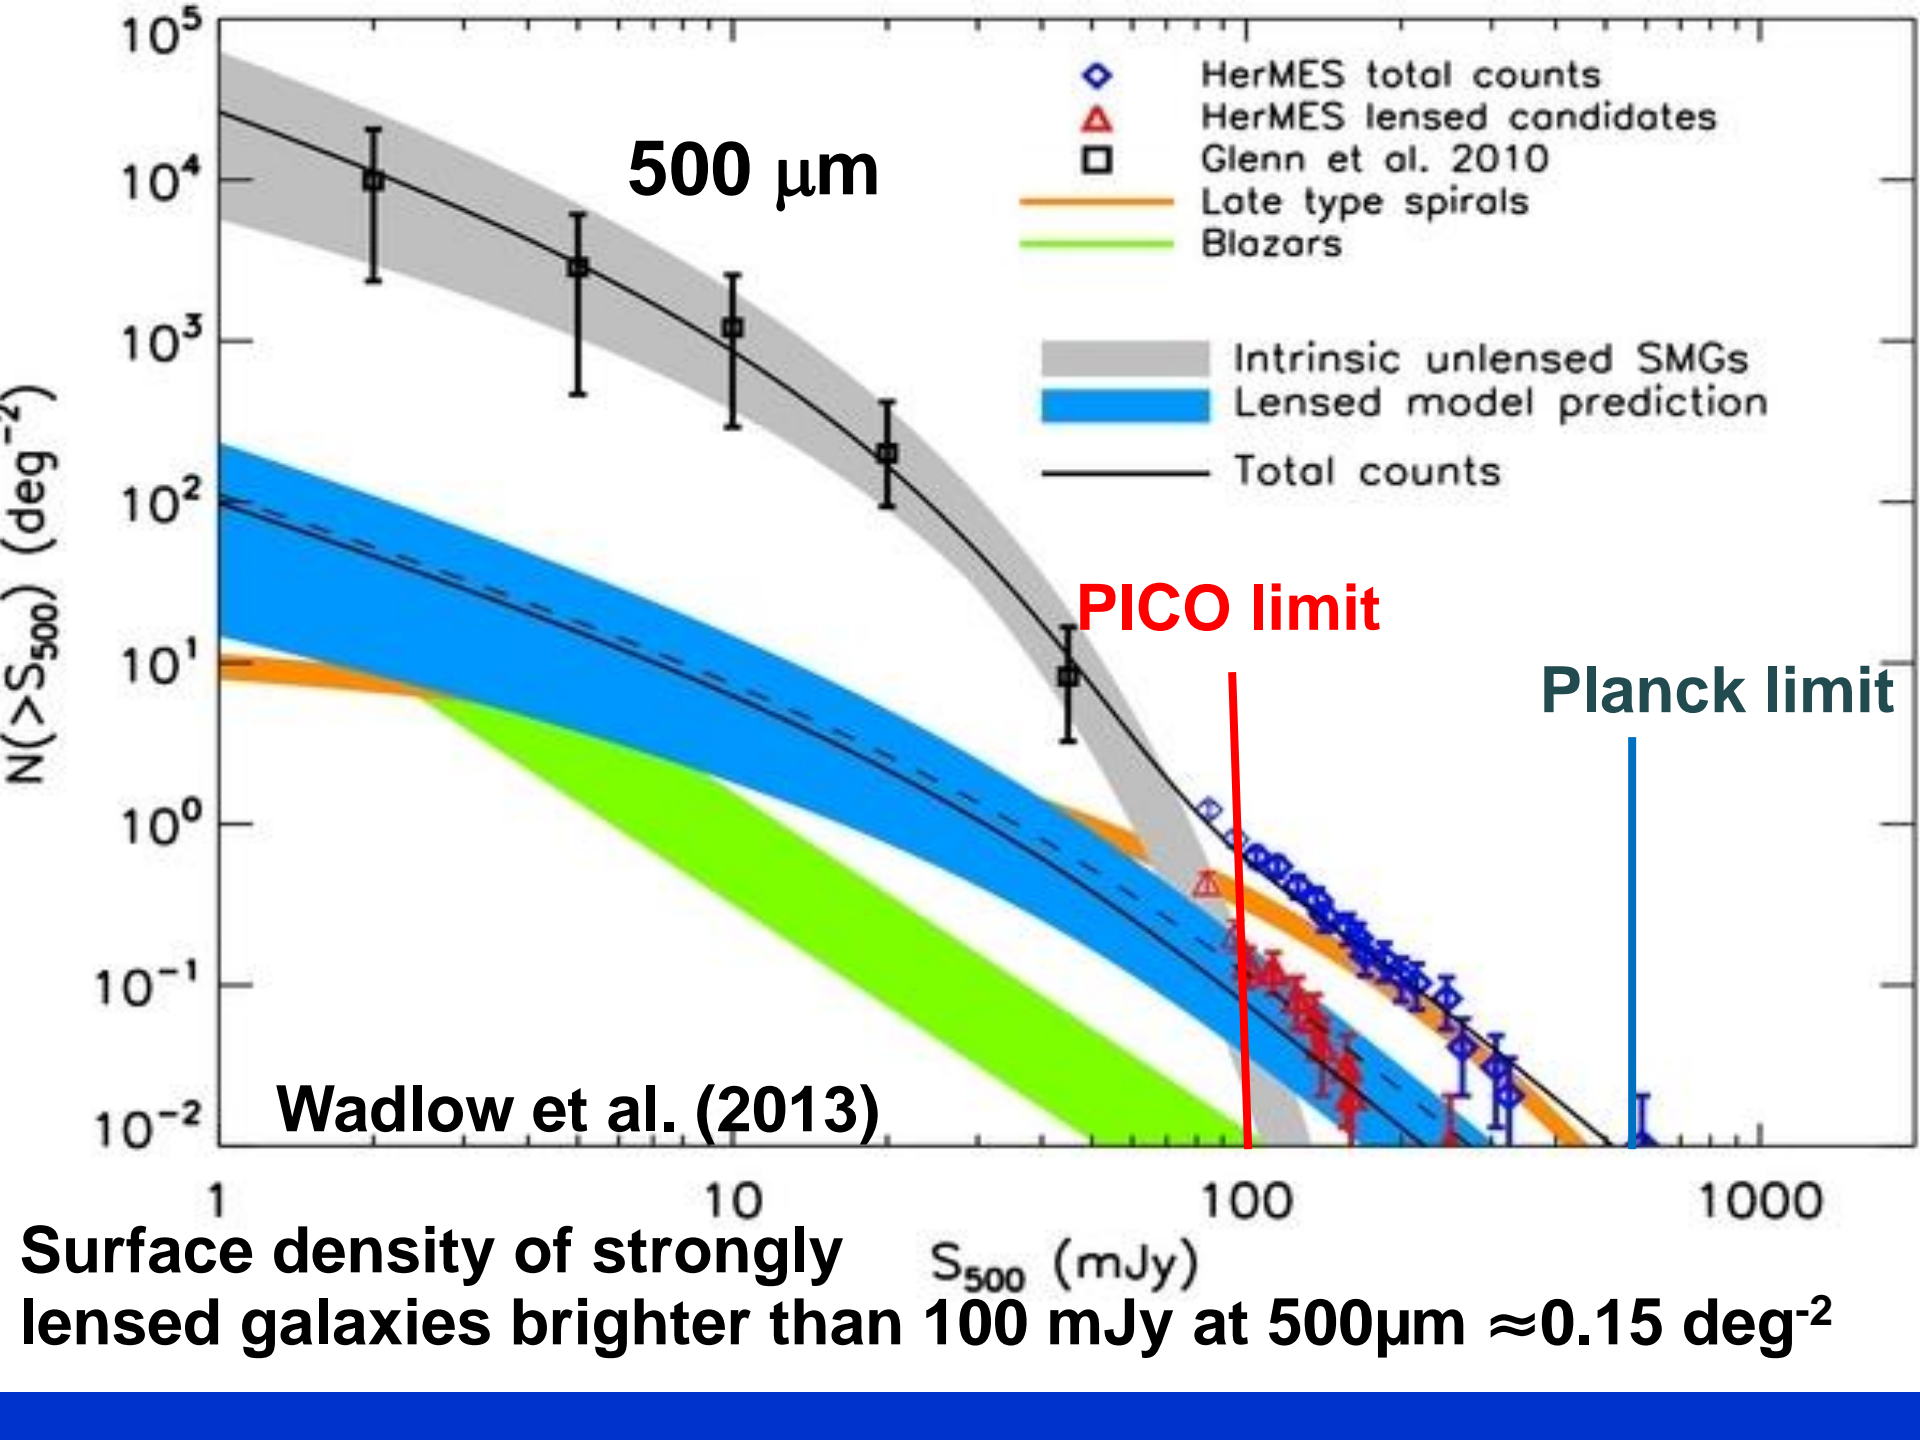 10⁵
10⁴
10³
10²
10¹
10⁰
10⁻¹
10⁻²
N(>S₅₀₀) (deg⁻²)
500 μm
HerMES total counts
HerMES lensed candidates
Glenn et al. 2010
Late type spirals
Blazars
Intrinsic unlensed SMGs
Lensed model prediction
Total counts
PICO limit
Planck limit
Wadlow et al. (2013)
1 10 100 1000
S₅₀₀ (mJy)
Surface density of strongly
lensed galaxies brighter than 100 mJy at 500μm ≈0.15 deg⁻²